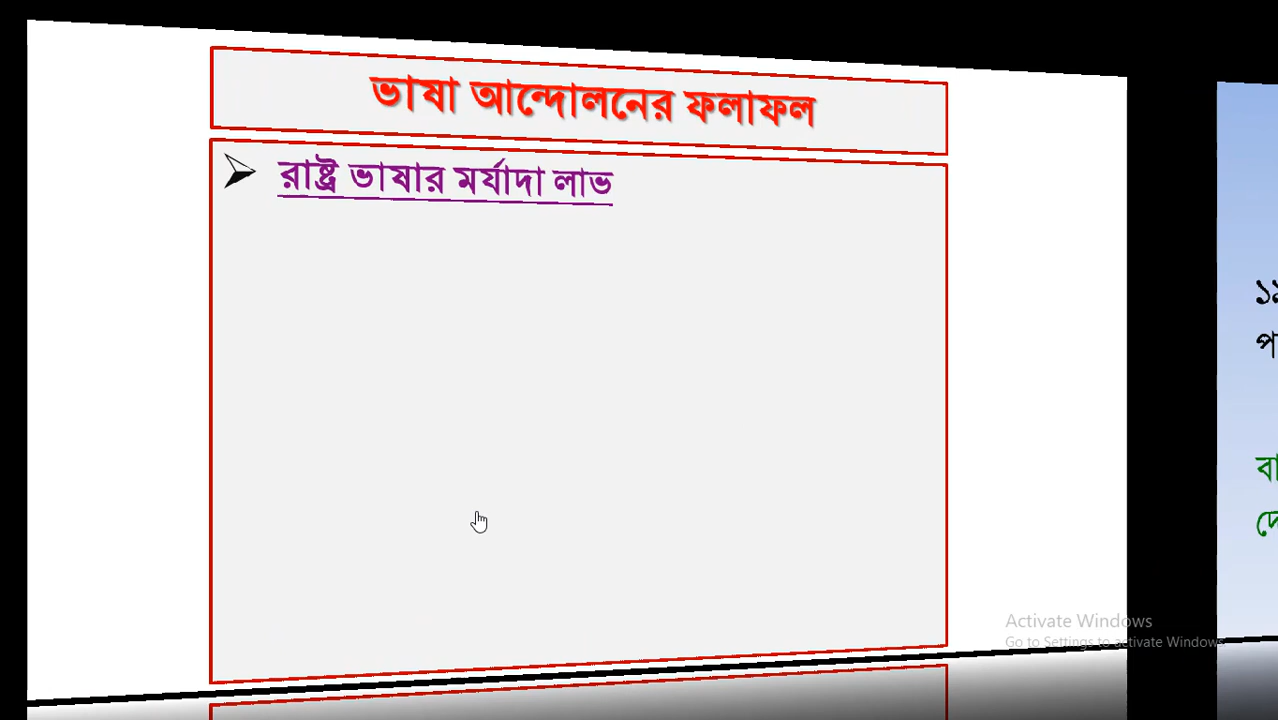 ভাষা আন্দোলনের ফলাফল
রাষ্ট্র ভাষার মর্যাদা লাভ
Activate Windows
Go to Settings to activate Windows.